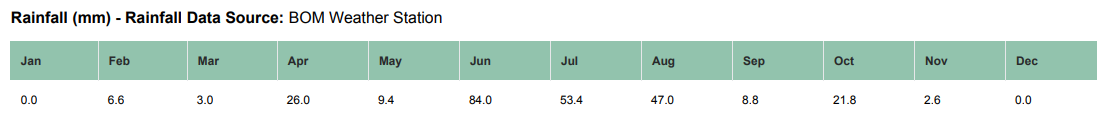 Rainfall (mm) - Rainfall Data Source: BOM Weather Station
Jan Feb Mar Apr May Jun Jul Aug Sep Oct Nov Dec
0.0 6.6 3.0 26.0 9.4 84.0 53.4 47.0 8.8 21.8 2.6 0.0